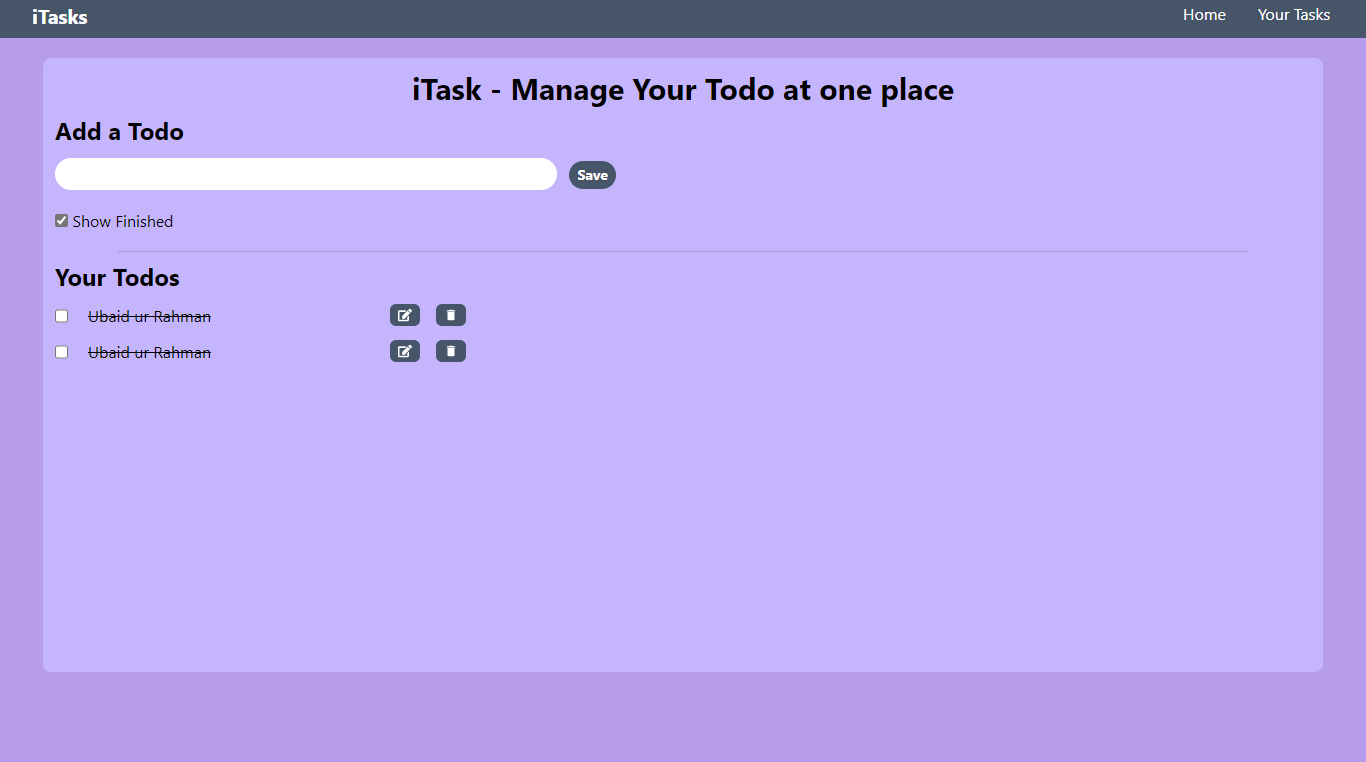 iTasks Home Your Tasks
iTask - Manage Your Todo at one place
Add a Todo
Save
Show Finished
Your Todos
Ubaid ur Rahman
Ubaid ur Rahman